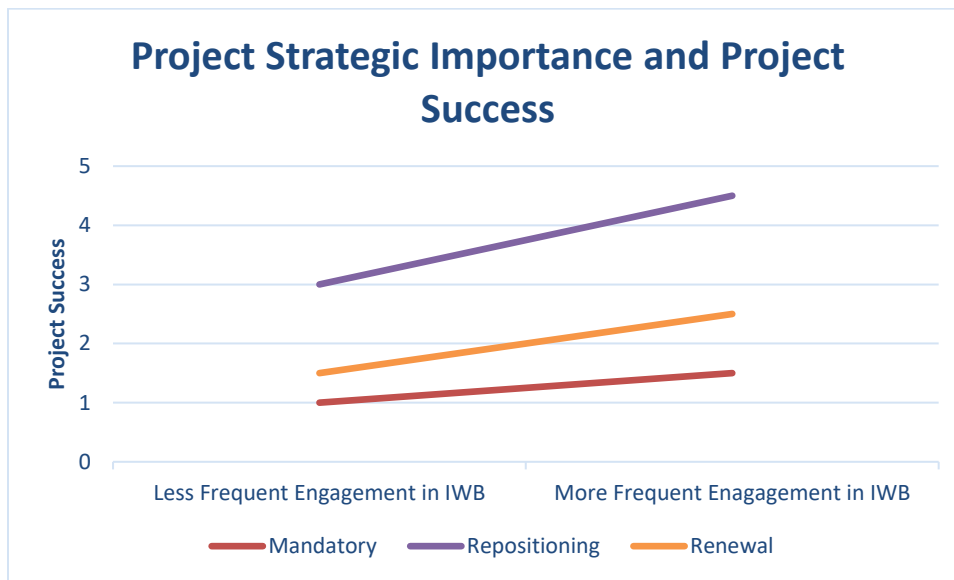 Project Strategic Importance and Project
Success
5
4
3
2
1
0
Project Success
Less Frequent Engagement in IWB
More Frequent Enagagement in IWB
Mandatory
Repositioning
Renewal